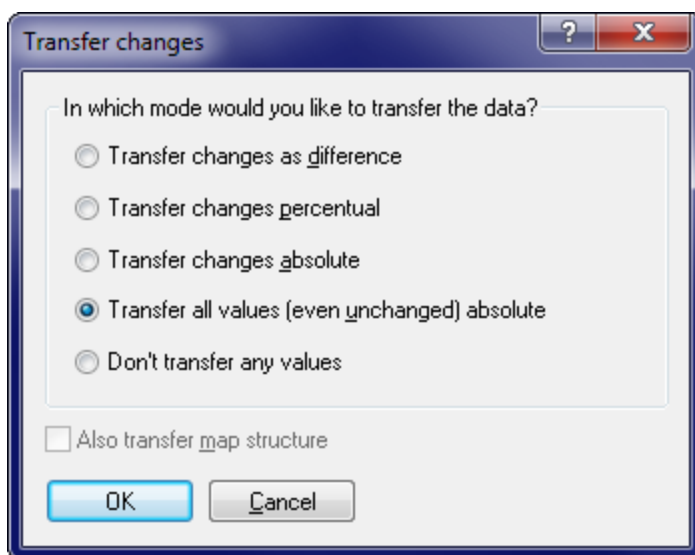 Transfer changes
?
In which mode would you like to transfer the data?
Transfer changes as difference
Transfer changes percentual
Transfer changes absolute
Transfer all values (even unchanged) absolute
Don't transfer any values
Also transfer map structure
OK
Cancel